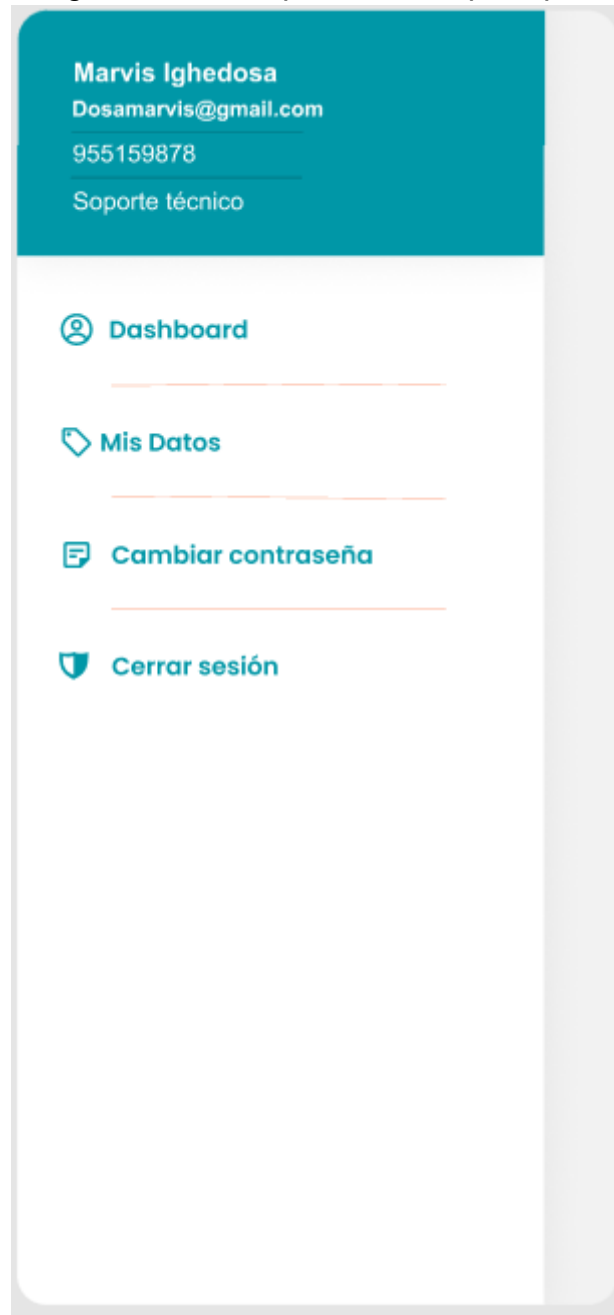 Marvis Ighedosa
Dosamarvis@gmail.com
955159878
Soporte técnico
Dashboard
Mis Datos
Cambiar contraseña
Cerrar sesión